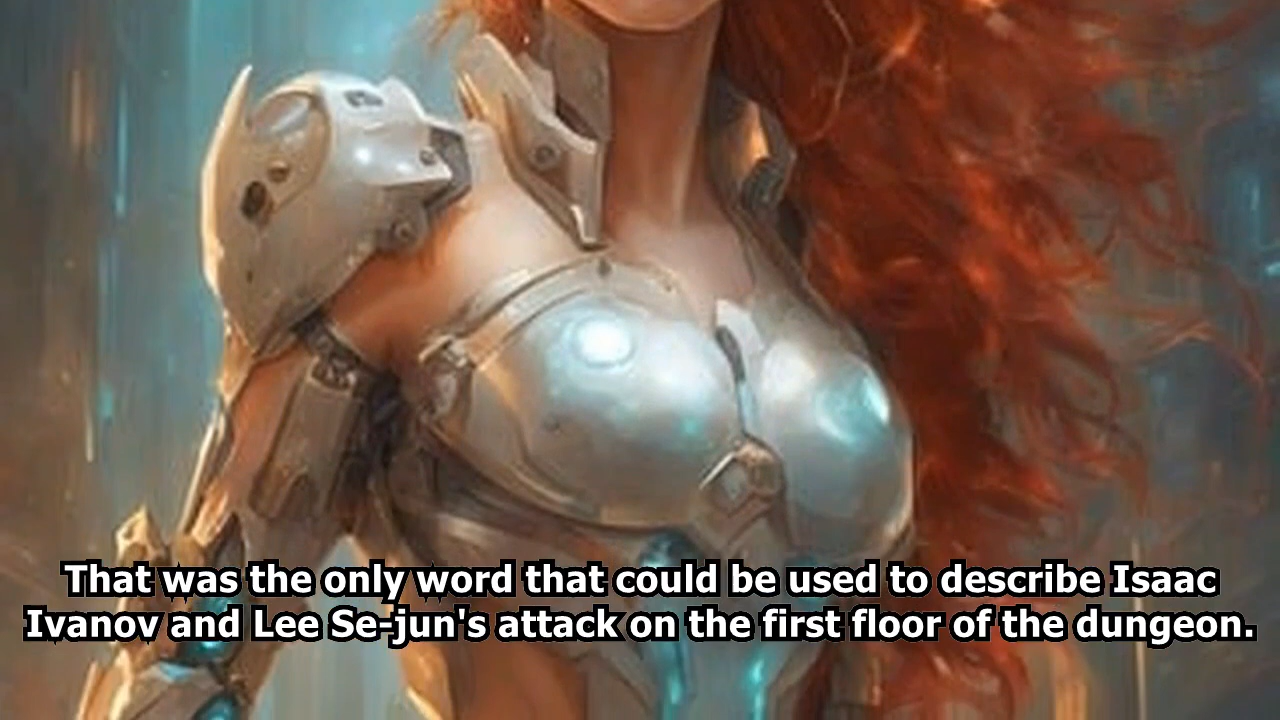 That was the only word that could be used to describe Isaac
Ivanov and Lee Se-jun's attack on the first floor of the dungeon.